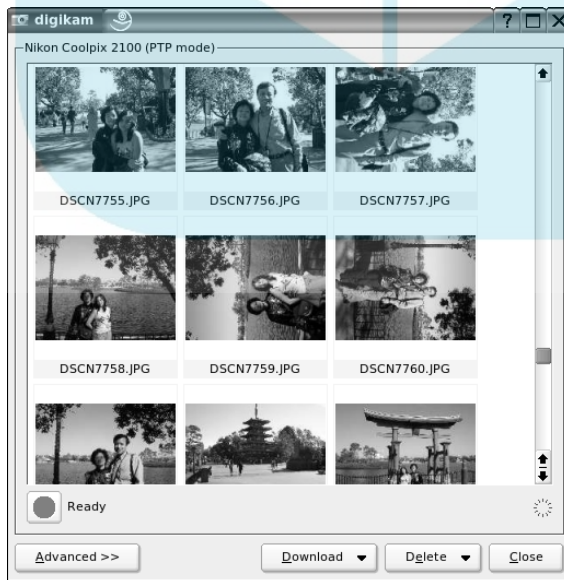 digikam
Nikon Coolpix 2100 (PTP mode)
DSCN7755.JPG DSCN7756.JPG DSCN7757.JPG
DSCN7758.JPG DSCN7759.JPG DSCN7760.JPG
Ready
Advanced >> Download Delete Close